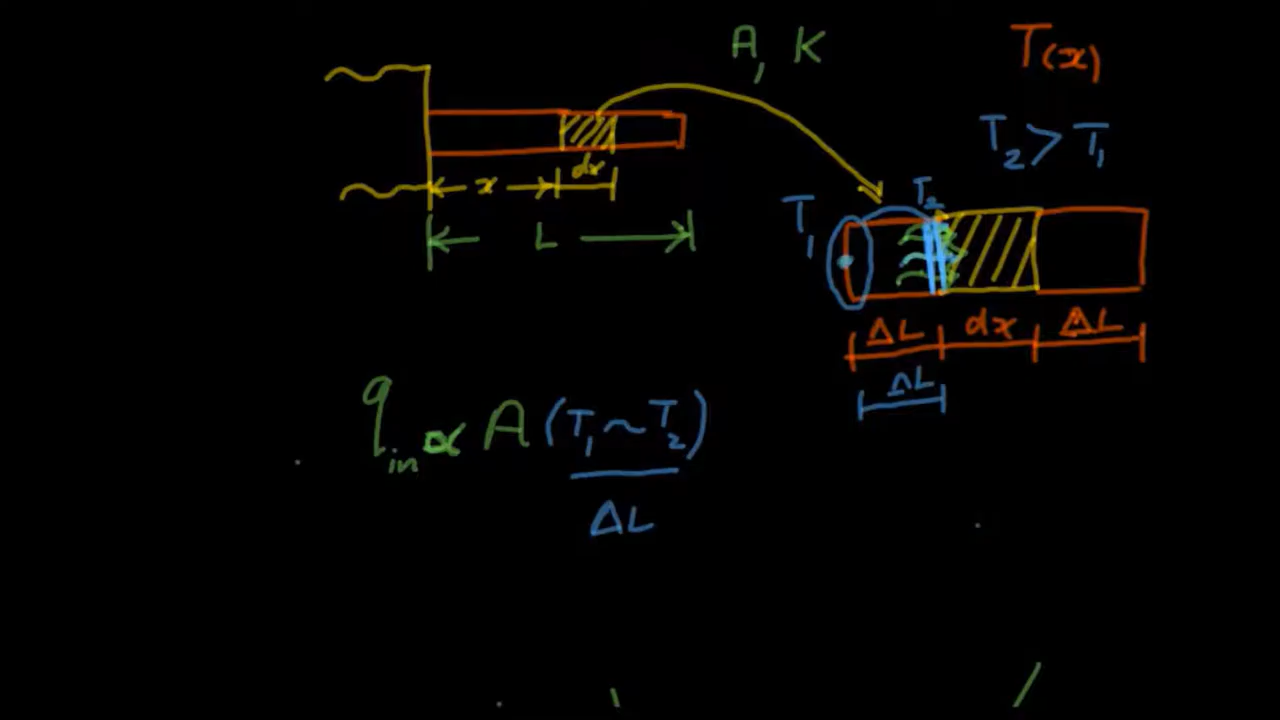 A, K
T(x)
T₂ > T₁
dx
x
L
T₁
T₂
ΔL dx ΔL
ΔL
q_in ∝ A (T₁ ~ T₂)
ΔL